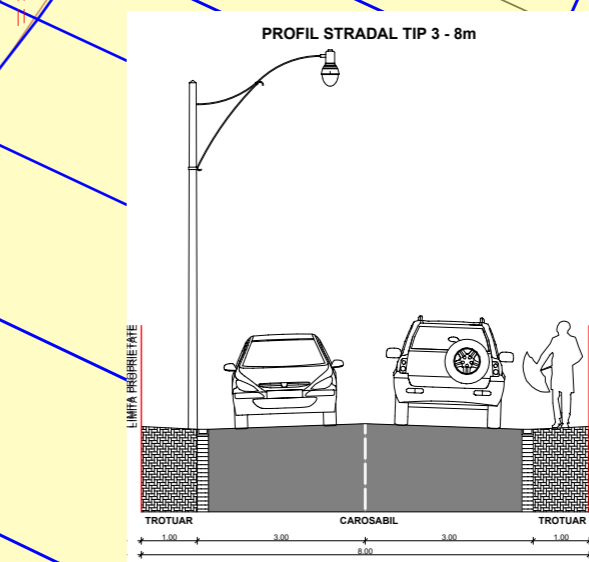 PROFIL STRADAL TIP 3 - 8m
LIMITA PROPRIETATE
TROTUAR CAROSABIL TROTUAR
1.00 3.00 3.00 1.00
8.00